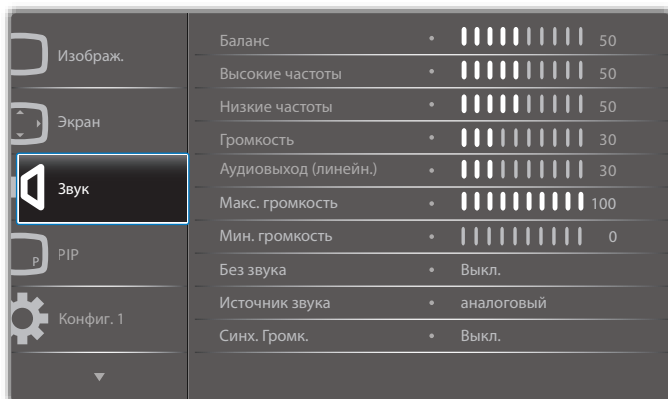 Изображ.
Экран
Звук
P
PIP
Конфиг. 1
Баланс • 50
Высокие частоты • 50
Низкие частоты • 50
Громкость • 30
Аудиовыход (линейн.) • 30
Макс. громкость • 100
Мин. громкость • 0
Без звука • Выкл.
Источник звука • аналоговый
Синх. Громк. • Выкл.